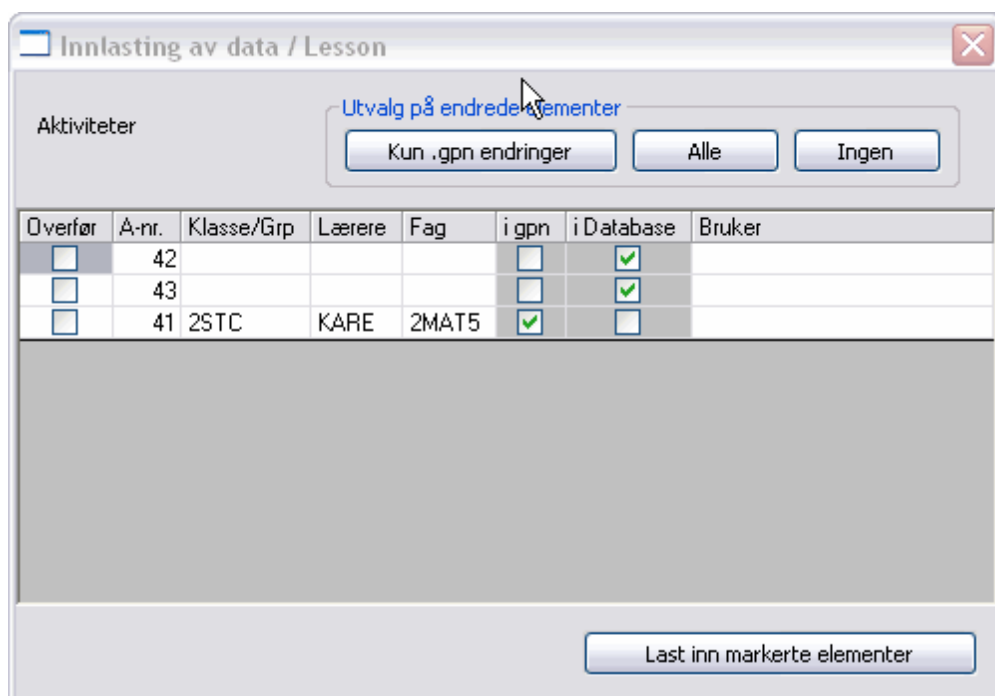 Innlasting av data / Lesson
Utvalg på endrede elementer
Aktiviteter
Kun .gpn endringer Alle Ingen
Overfør A-nr. Klasse/Grp Lærere Fag i gpn i Database Bruker
42
43
41 2STC KARE 2MAT5
Last inn markerte elementer